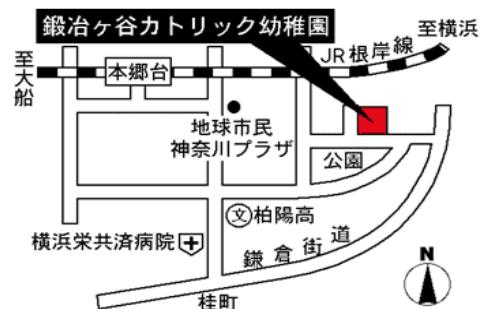 鍛冶ヶ谷カトリック幼稚園
至横浜
JR根岸線
至大船
本郷台
地球市民
神奈川プラザ
公園
文柏陽高
横浜栄共済病院
鎌倉街道
桂町
N